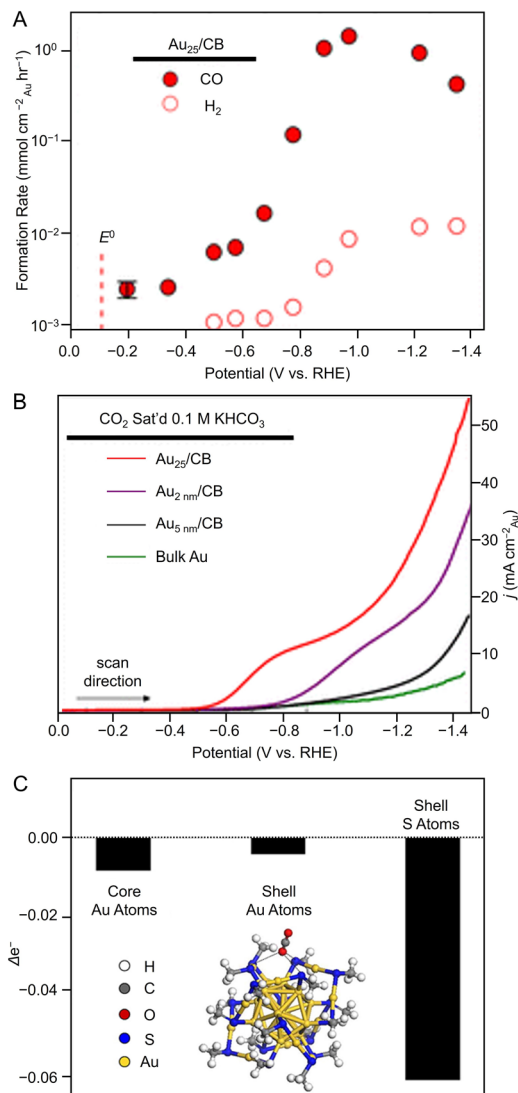 A
Au₂₅/CB
CO
H₂
E⁰
Formation Rate (mmol cm⁻² Au hr⁻¹)
10⁰
10⁻¹
10⁻²
10⁻³
0.0 −0.2 −0.4 −0.6 −0.8 −1.0 −1.2 −1.4
Potential (V vs. RHE)
B
CO₂ Sat'd 0.1 M KHCO₃
Au₂₅/CB
Au₂ ₙₘ/CB
Au₅ ₙₘ/CB
Bulk Au
scan
direction
50
40
30
20
10
0
j (mA cm⁻²Au)
0.0 −0.2 −0.4 −0.6 −0.8 −1.0 −1.2 −1.4
Potential (V vs. RHE)
C
Shell
S Atoms
0.00
−0.02
−0.04
−0.06
Δe⁻
Core
Au Atoms
Shell
Au Atoms
H
C
O
S
Au